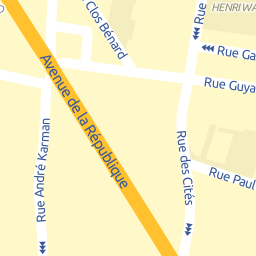 HENRI WA
Clos Bénard
Rue
Rue Ga
Rue Guya
Avenue de la République
Rue des Cités
Rue Paul
Rue André Karman